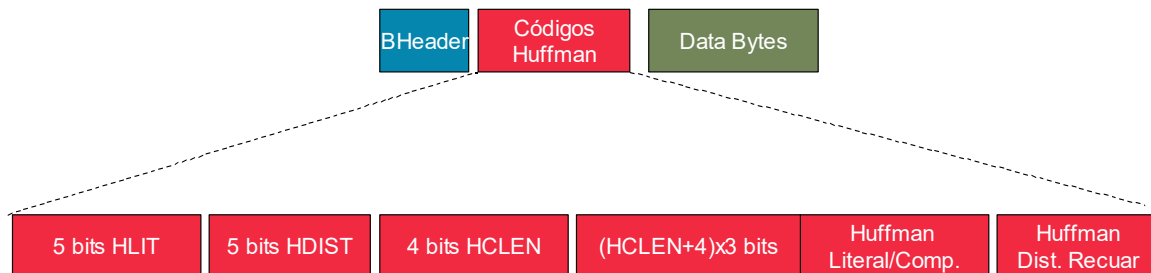 BHeader
Códigos
Huffman
Data Bytes
5 bits HLIT
5 bits HDIST
4 bits HCLEN
(HCLEN+4)x3 bits
Huffman
Literal/Comp.
Huffman
Dist. Recuar